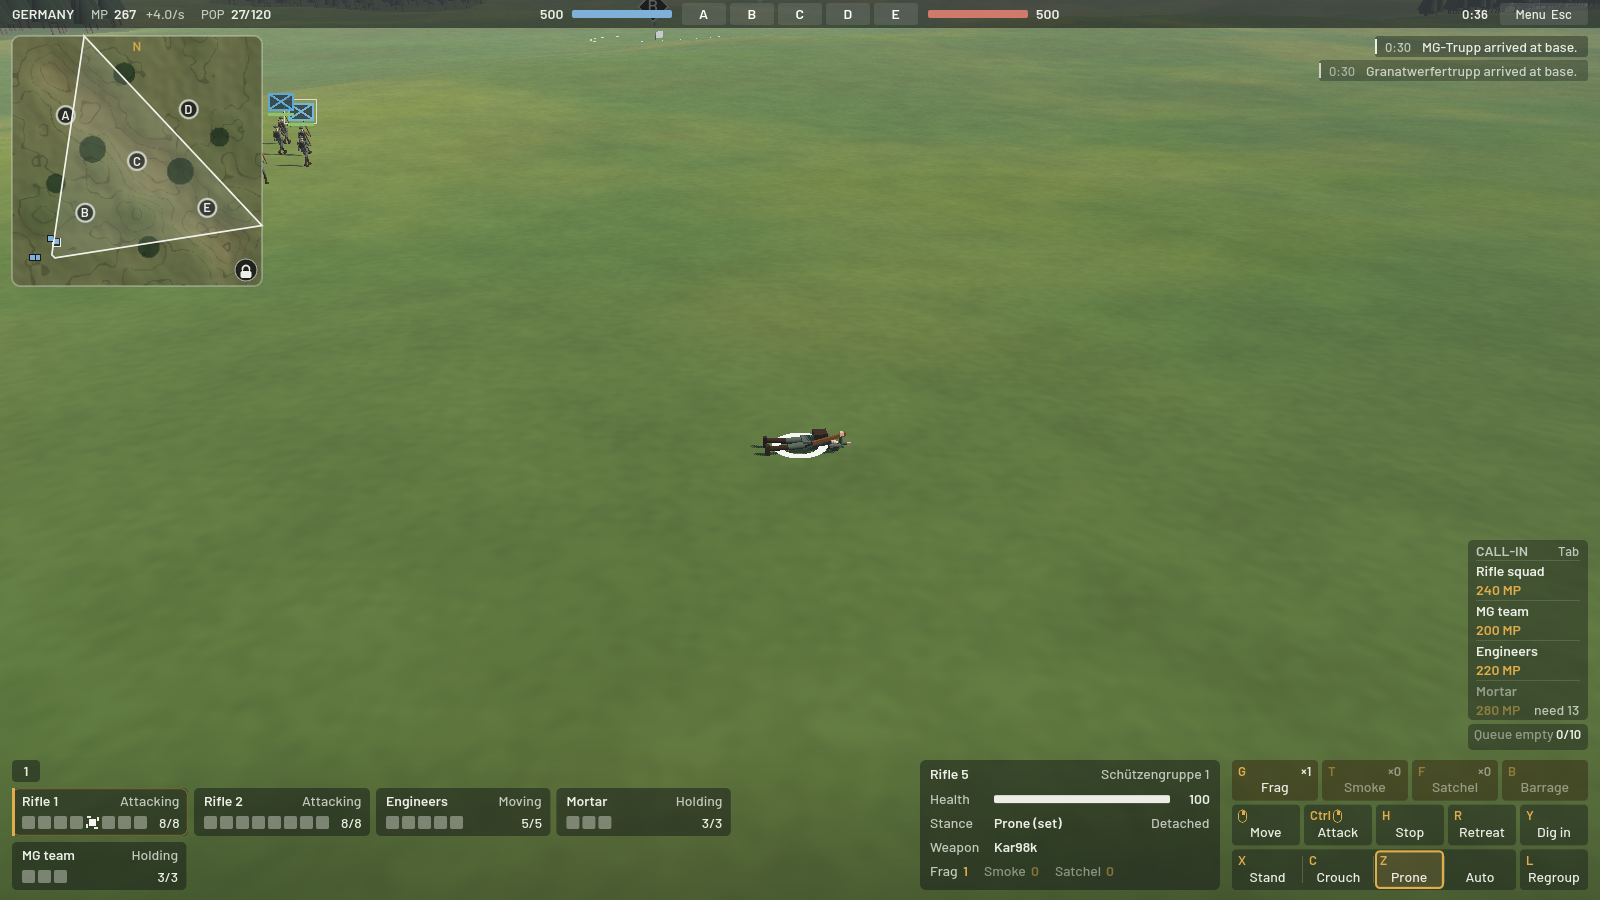 GERMANY MP 267 +4.0/s POP 27/120
500 A B C D E 500
0:36 Menu Esc
0:30 MG-Trupp arrived at base.
0:30 Granatwerfertrupp arrived at base.
N
A
D
C
B
E
B
CALL-IN Tab
Rifle squad
240 MP
MG team
200 MP
Engineers
220 MP
Mortar
280 MP need 13
Queue empty 0/10
1
Rifle 1 Attacking
8/8
Rifle 2 Attacking
8/8
Engineers Moving
5/5
Mortar Holding
3/3
MG team Holding
3/3
Rifle 5 Schützengruppe 1
Health 100
Stance Prone (set) Detached
Weapon Kar98k
Frag 1 Smoke 0 Satchel 0
G ×1
Frag
T ×0
Smoke
F ×0
Satchel
B
Barrage
Move
Ctrl
Attack
H
Stop
R
Retreat
Y
Dig in
X
Stand
C
Crouch
Z
Prone
Auto
L
Regroup